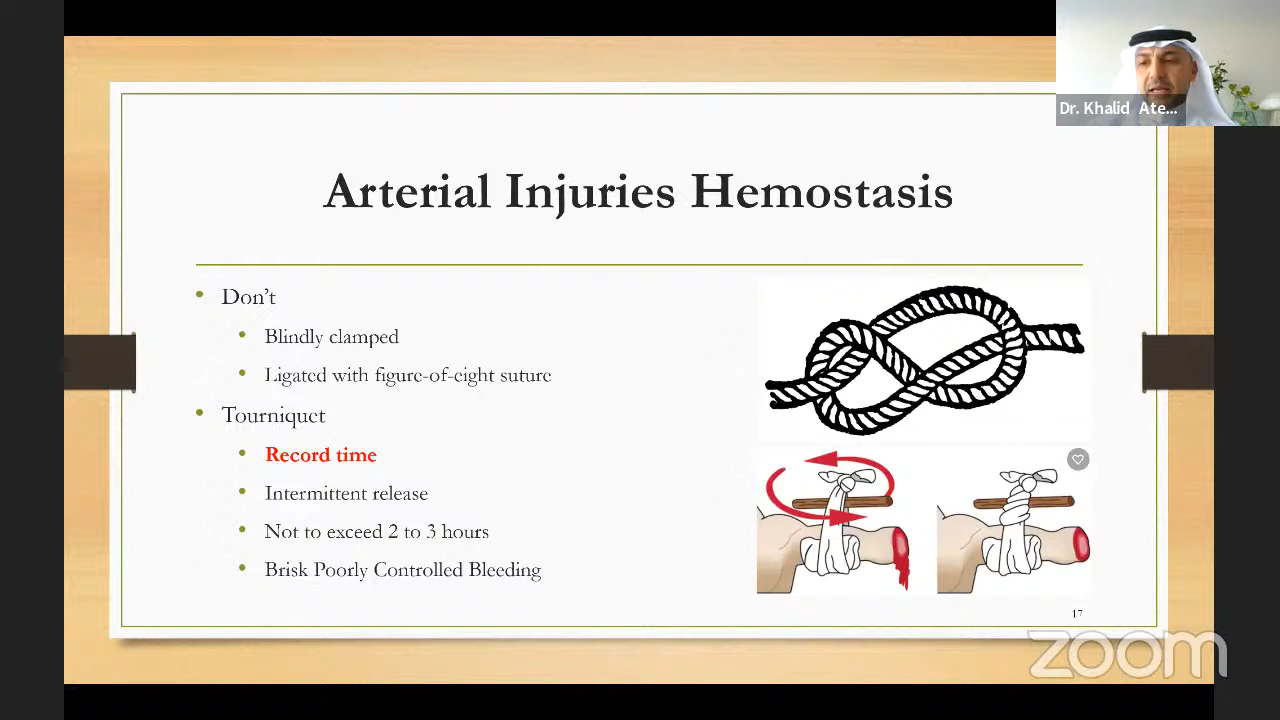 Dr. Khalid Ate...
Arterial Injuries Hemostasis
• Don't
• Blindly clamped
• Ligated with figure-of-eight suture
• Tourniquet
• Record time
• Intermittent release
• Not to exceed 2 to 3 hours
• Brisk Poorly Controlled Bleeding
17
zoom